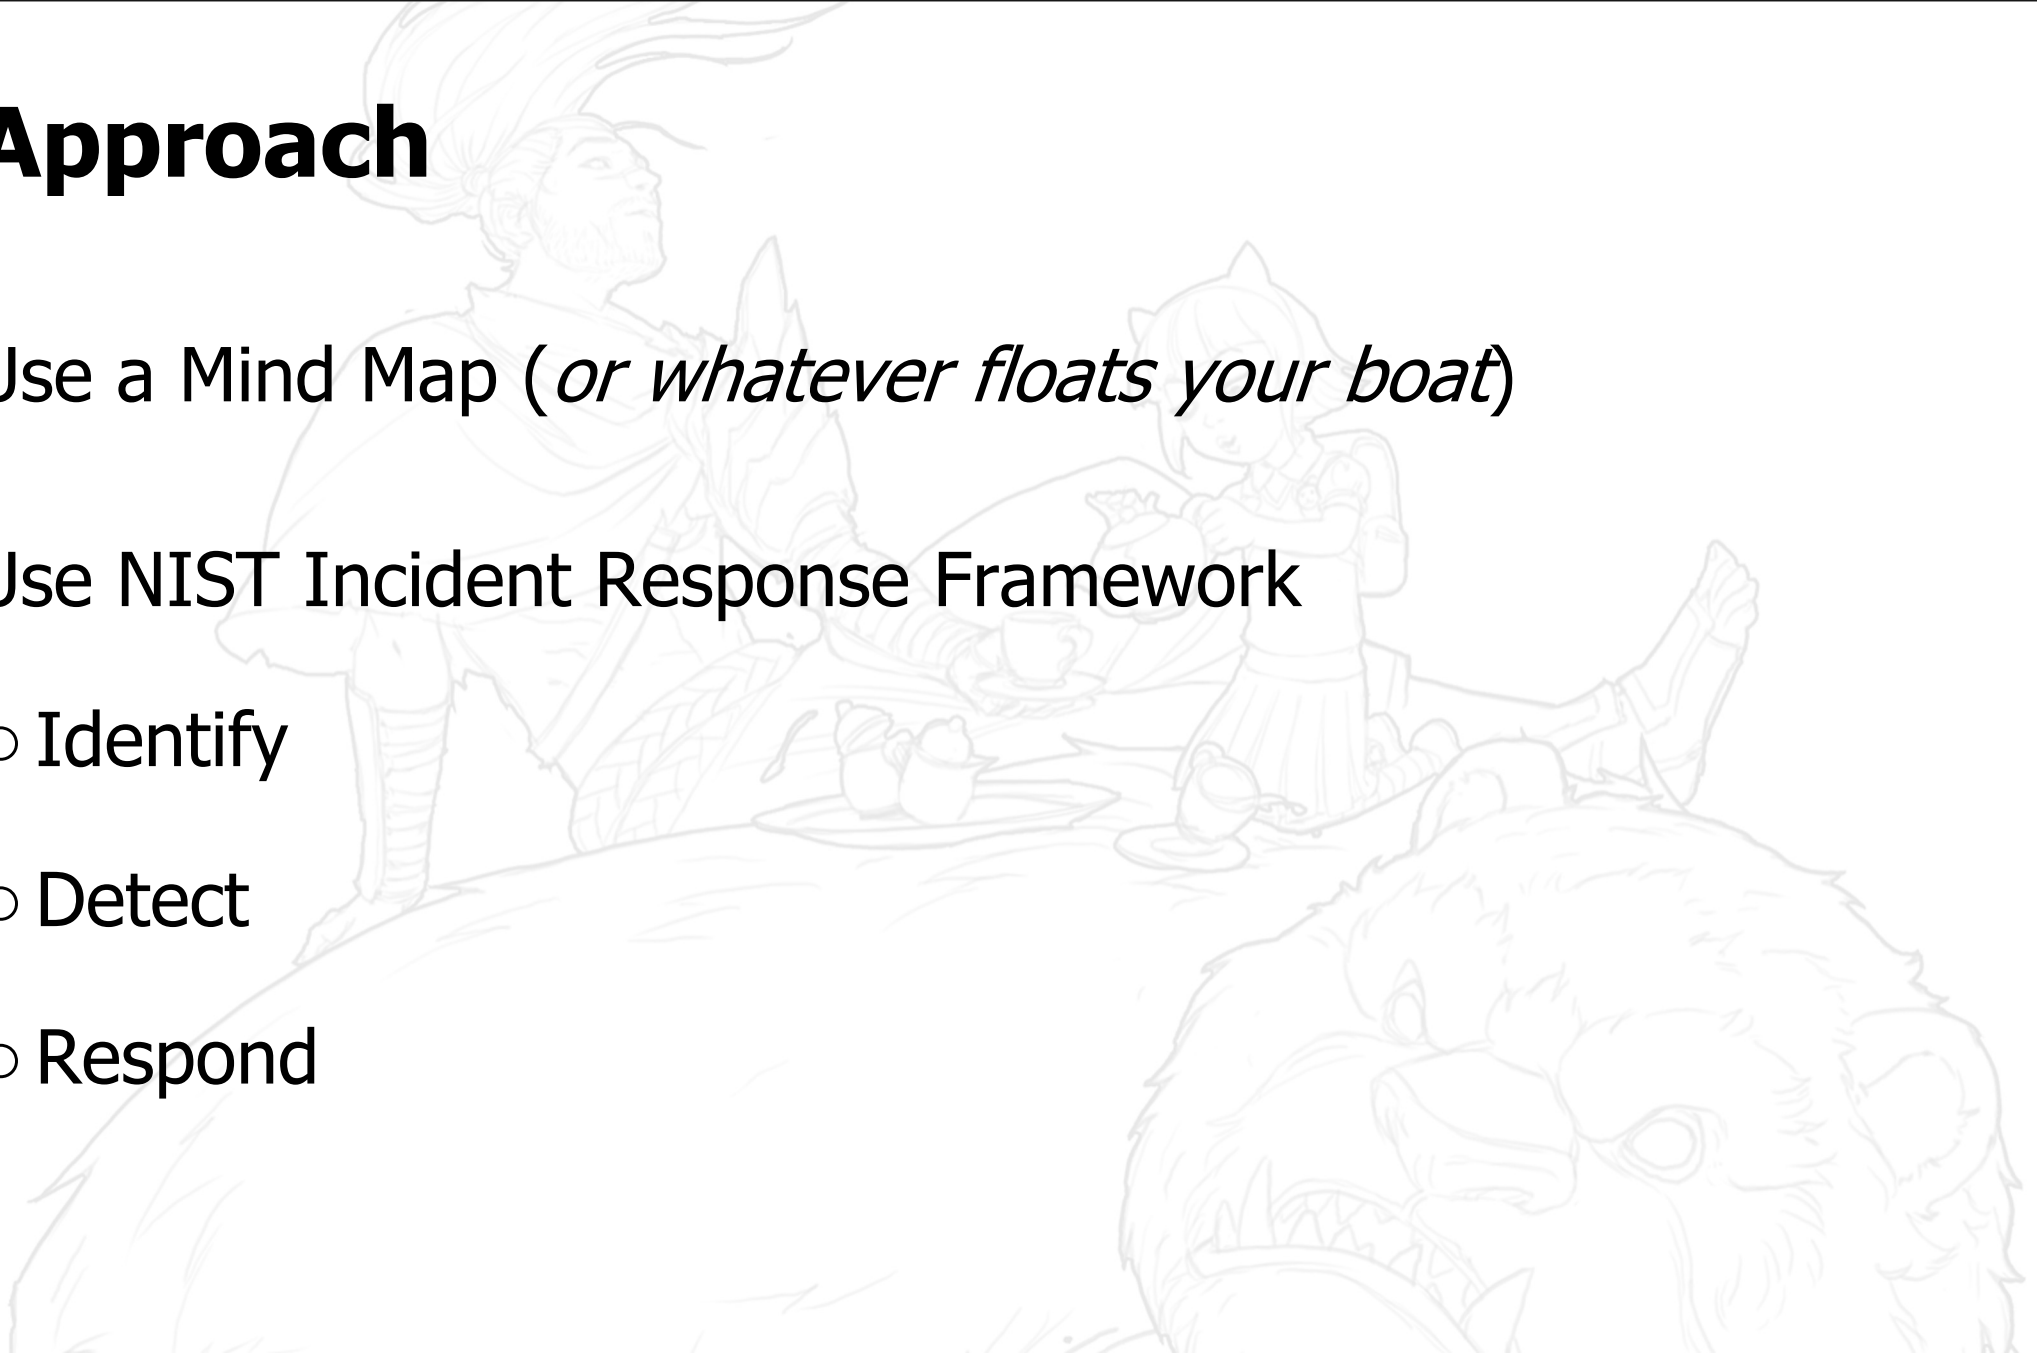 Approach
Use a Mind Map (or whatever floats your boat)
Use NIST Incident Response Framework
○ Identify
○ Detect
○ Respond